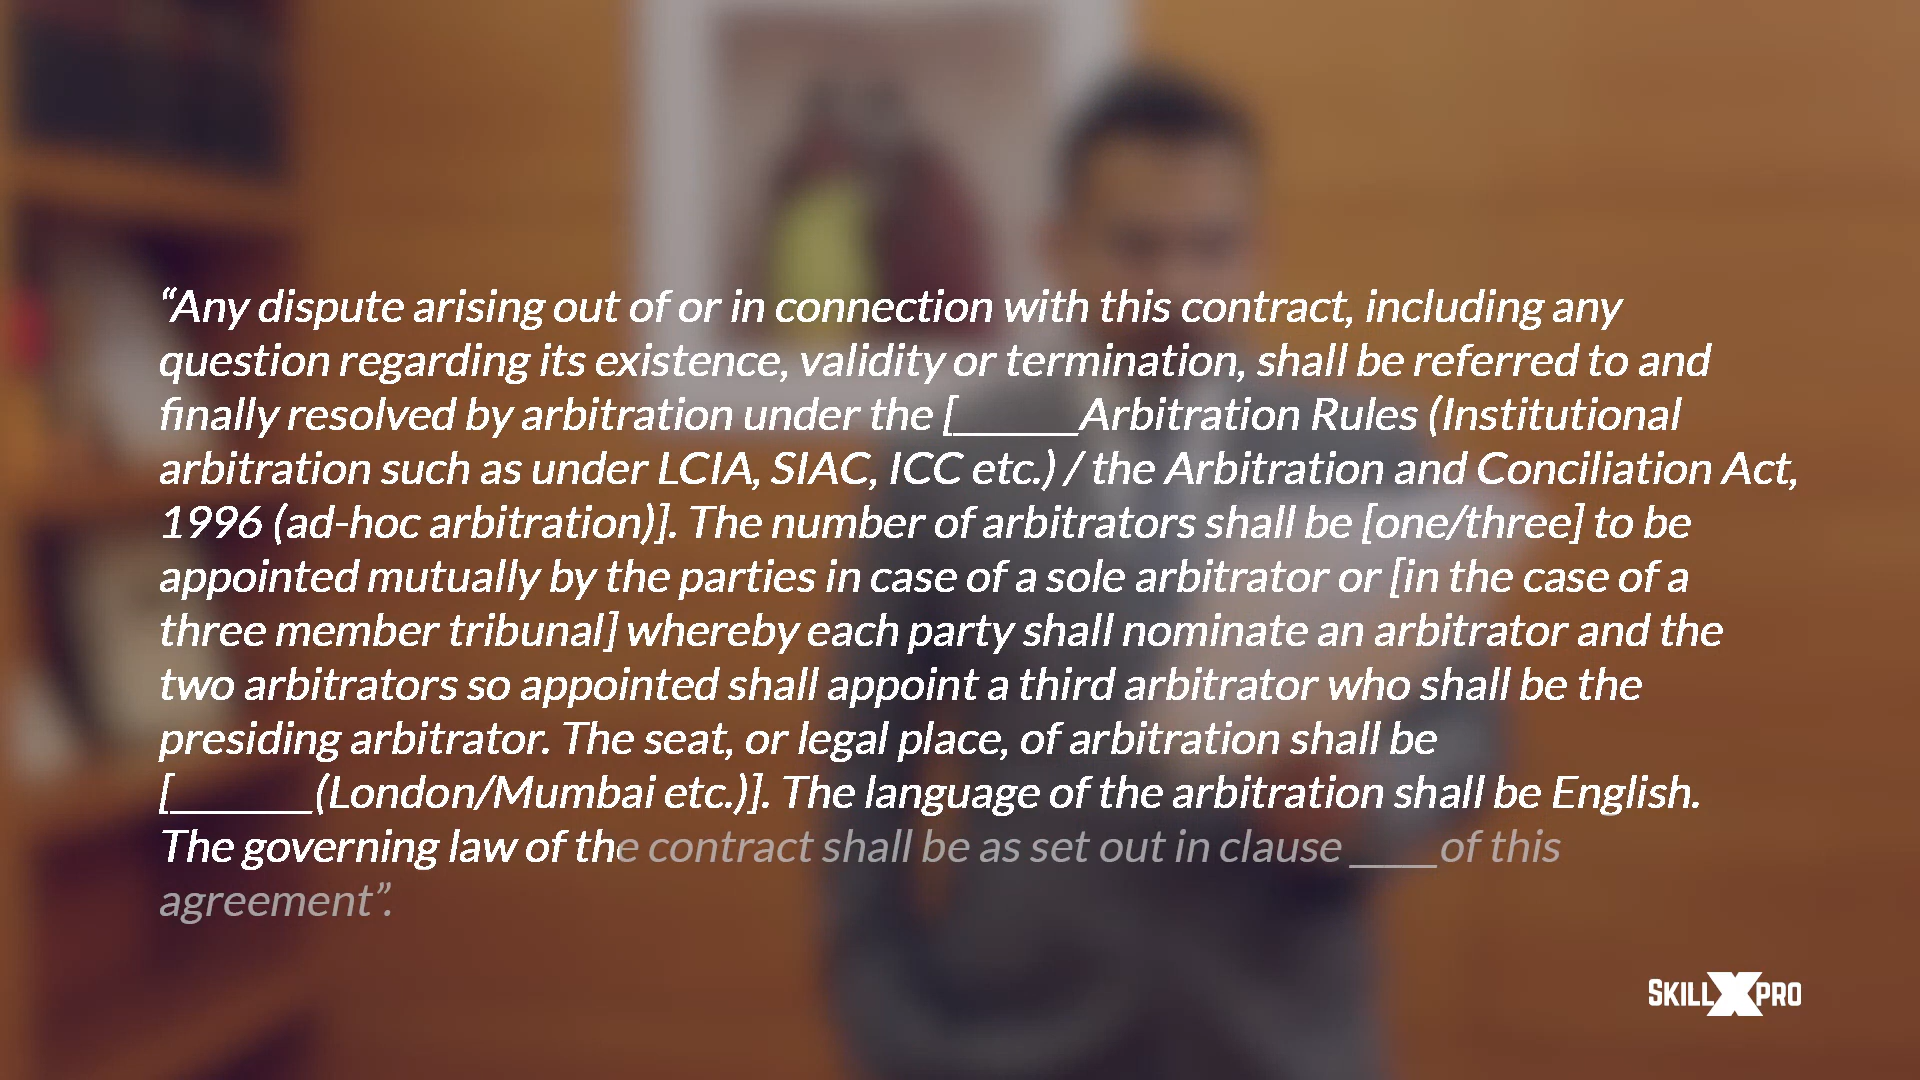 “Any dispute arising out of or in connection with this contract, including any
question regarding its existence, validity or termination, shall be referred to and
finally resolved by arbitration under the [______Arbitration Rules (Institutional
arbitration such as under LCIA, SIAC, ICC etc.) / the Arbitration and Conciliation Act,
1996 (ad-hoc arbitration)]. The number of arbitrators shall be [one/three] to be
appointed mutually by the parties in case of a sole arbitrator or [in the case of a
three member tribunal] whereby each party shall nominate an arbitrator and the
two arbitrators so appointed shall appoint a third arbitrator who shall be the
presiding arbitrator. The seat, or legal place, of arbitration shall be
[_______(London/Mumbai etc.)]. The language of the arbitration shall be English.
The governing law of the contract shall be as set out in clause ____of this
agreement”.
SKILL X PRO